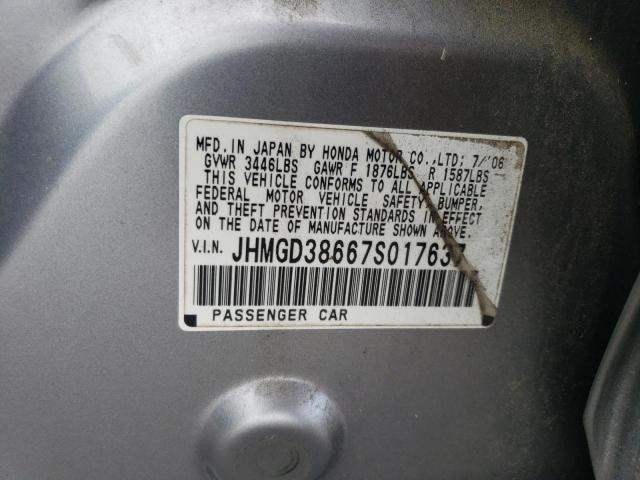 MFD. IN JAPAN BY HONDA MOTOR CO., LTD; 7/'06
GVWR 3446LBS GAWR F 1876LBS R 1587LBS
THIS VEHICLE CONFORMS TO ALL APPLICABLE
FEDERAL MOTOR VEHICLE SAFETY, BUMPER,
AND THEFT PREVENTION STANDARDS IN EFFECT
ON THE DATE OF MANUFACTURE SHOWN ABOVE.
V.I.N. JHMGD38667S017637
PASSENGER CAR